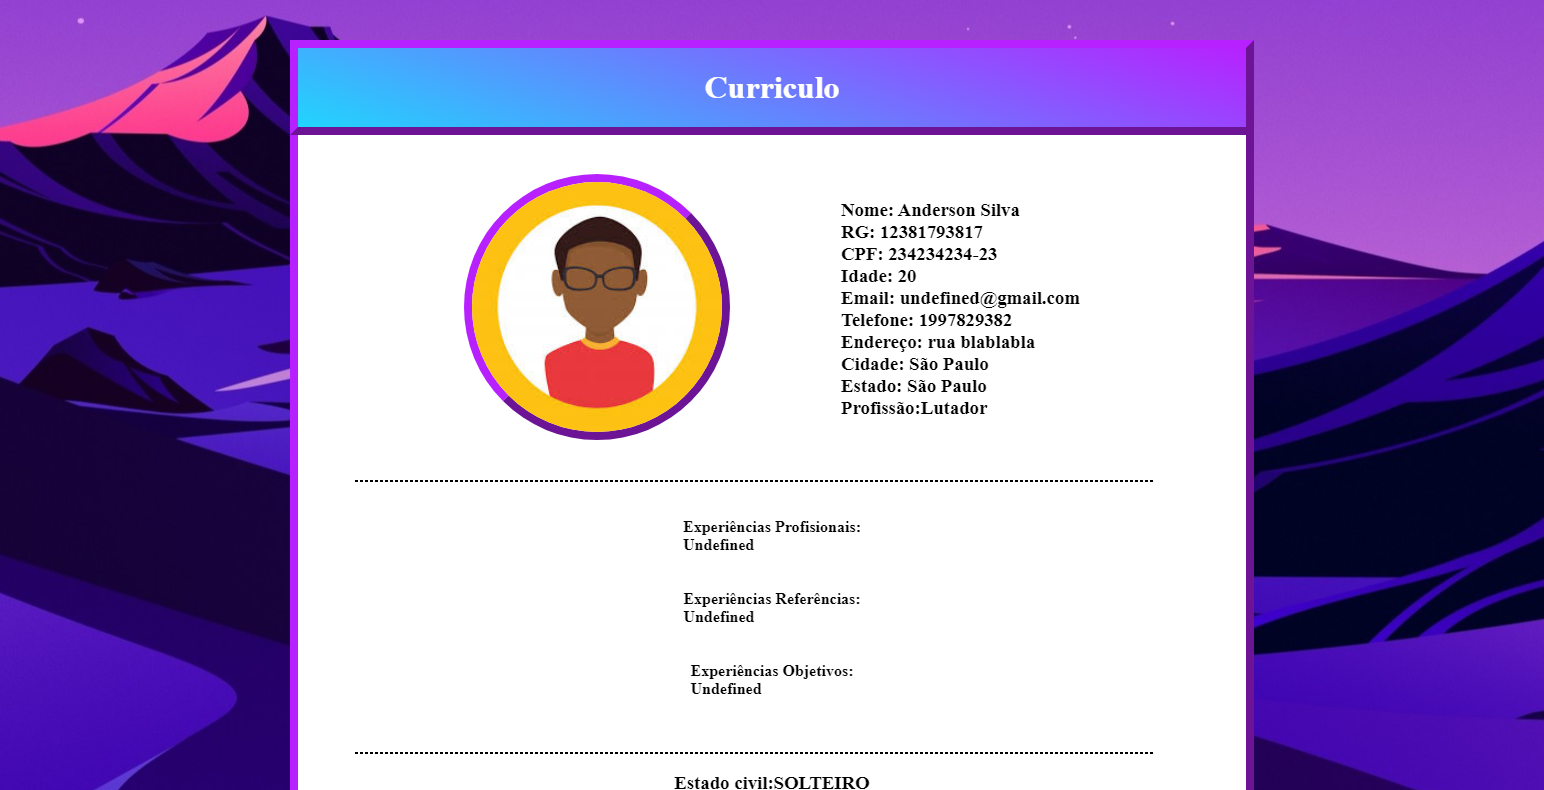 Curriculo
Nome: Anderson Silva
RG: 12381793817
CPF: 234234234-23
Idade: 20
Email: undefined@gmail.com
Telefone: 1997829382
Endereço: rua blablabla
Cidade: São Paulo
Estado: São Paulo
Profissão:Lutador
Experiências Profisionais:
Undefined
Experiências Referências:
Undefined
Experiências Objetivos:
Undefined
Estado civil:SOLTEIRO